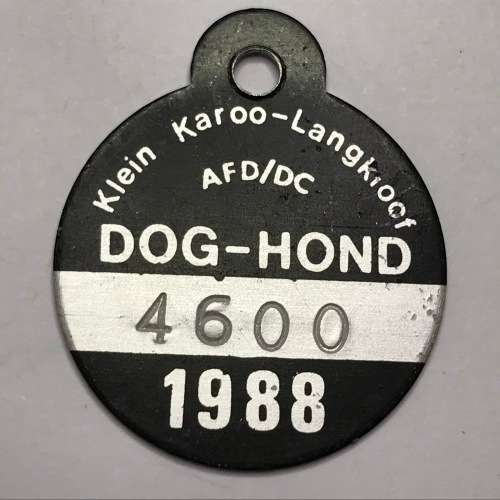 Klein Karoo-Langkloof
AFD/DC
DOG-HOND
4600
1988